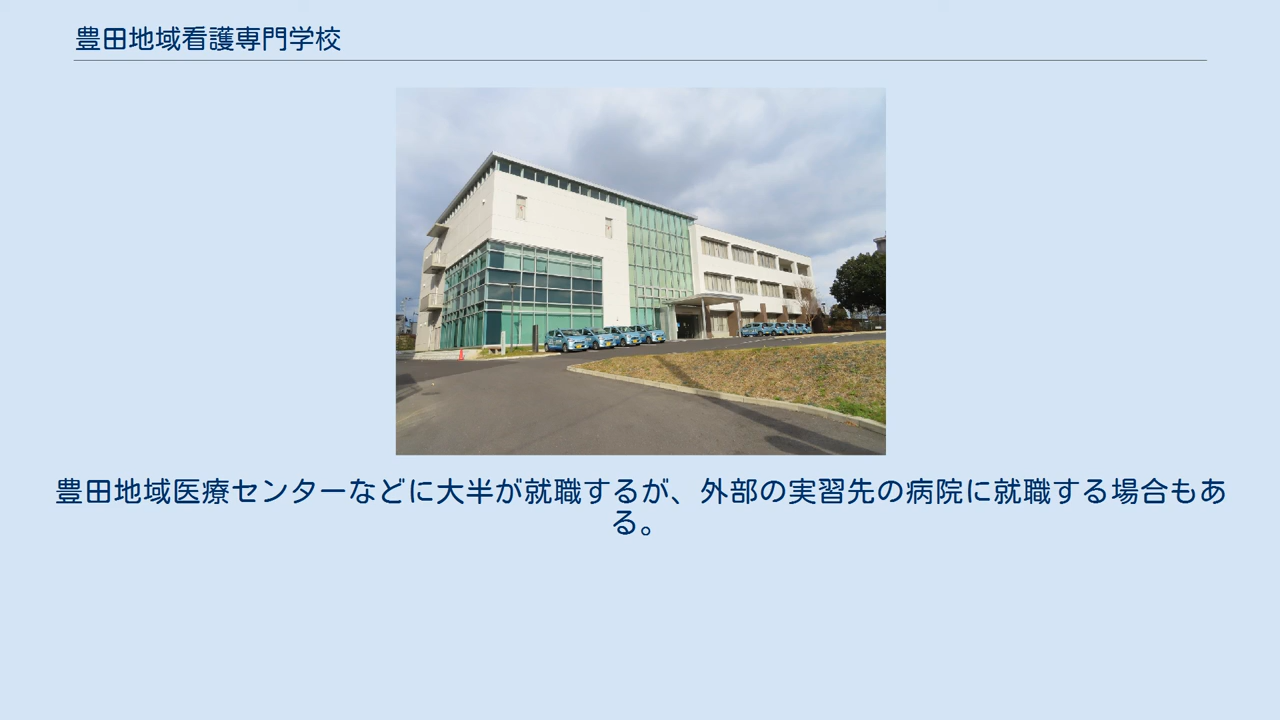 豊田地域看護専門学校
豊田地域医療センターなどに大半が就職するが、外部の実習先の病院に就職する場合もあ
る。